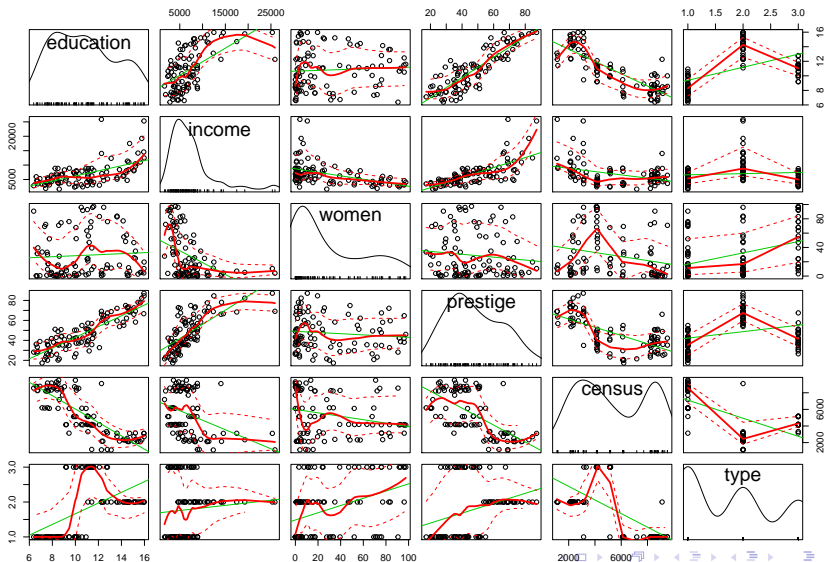 5000 15000 25000
20 40 60 80
1.0 1.5 2.0 2.5 3.0
education
6 8 12 16
5000 20000
income
women
0 40 80
20 40 60 80
prestige
census
2000 6000
1.0 2.0 3.0
type
6 8 10 12 14 16
0 20 40 60 80 100
2000 6000